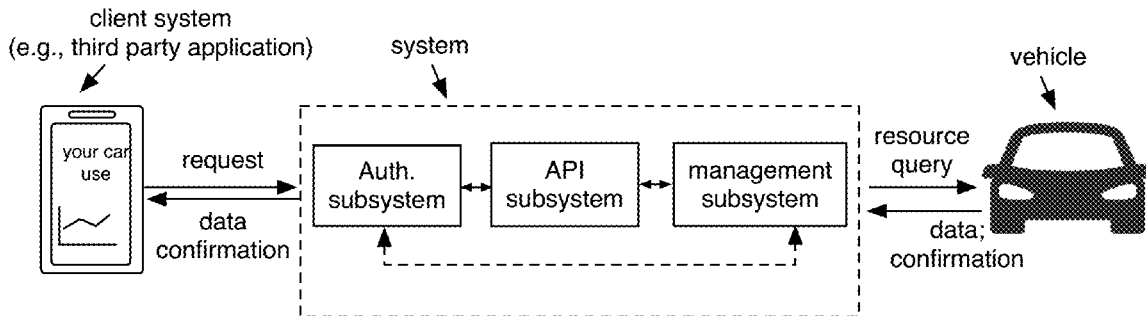 client system
(e.g., third party application)
system
vehicle
your car
use
request
data
confirmation
Auth.
subsystem
API
subsystem
management
subsystem
resource
query
data;
confirmation